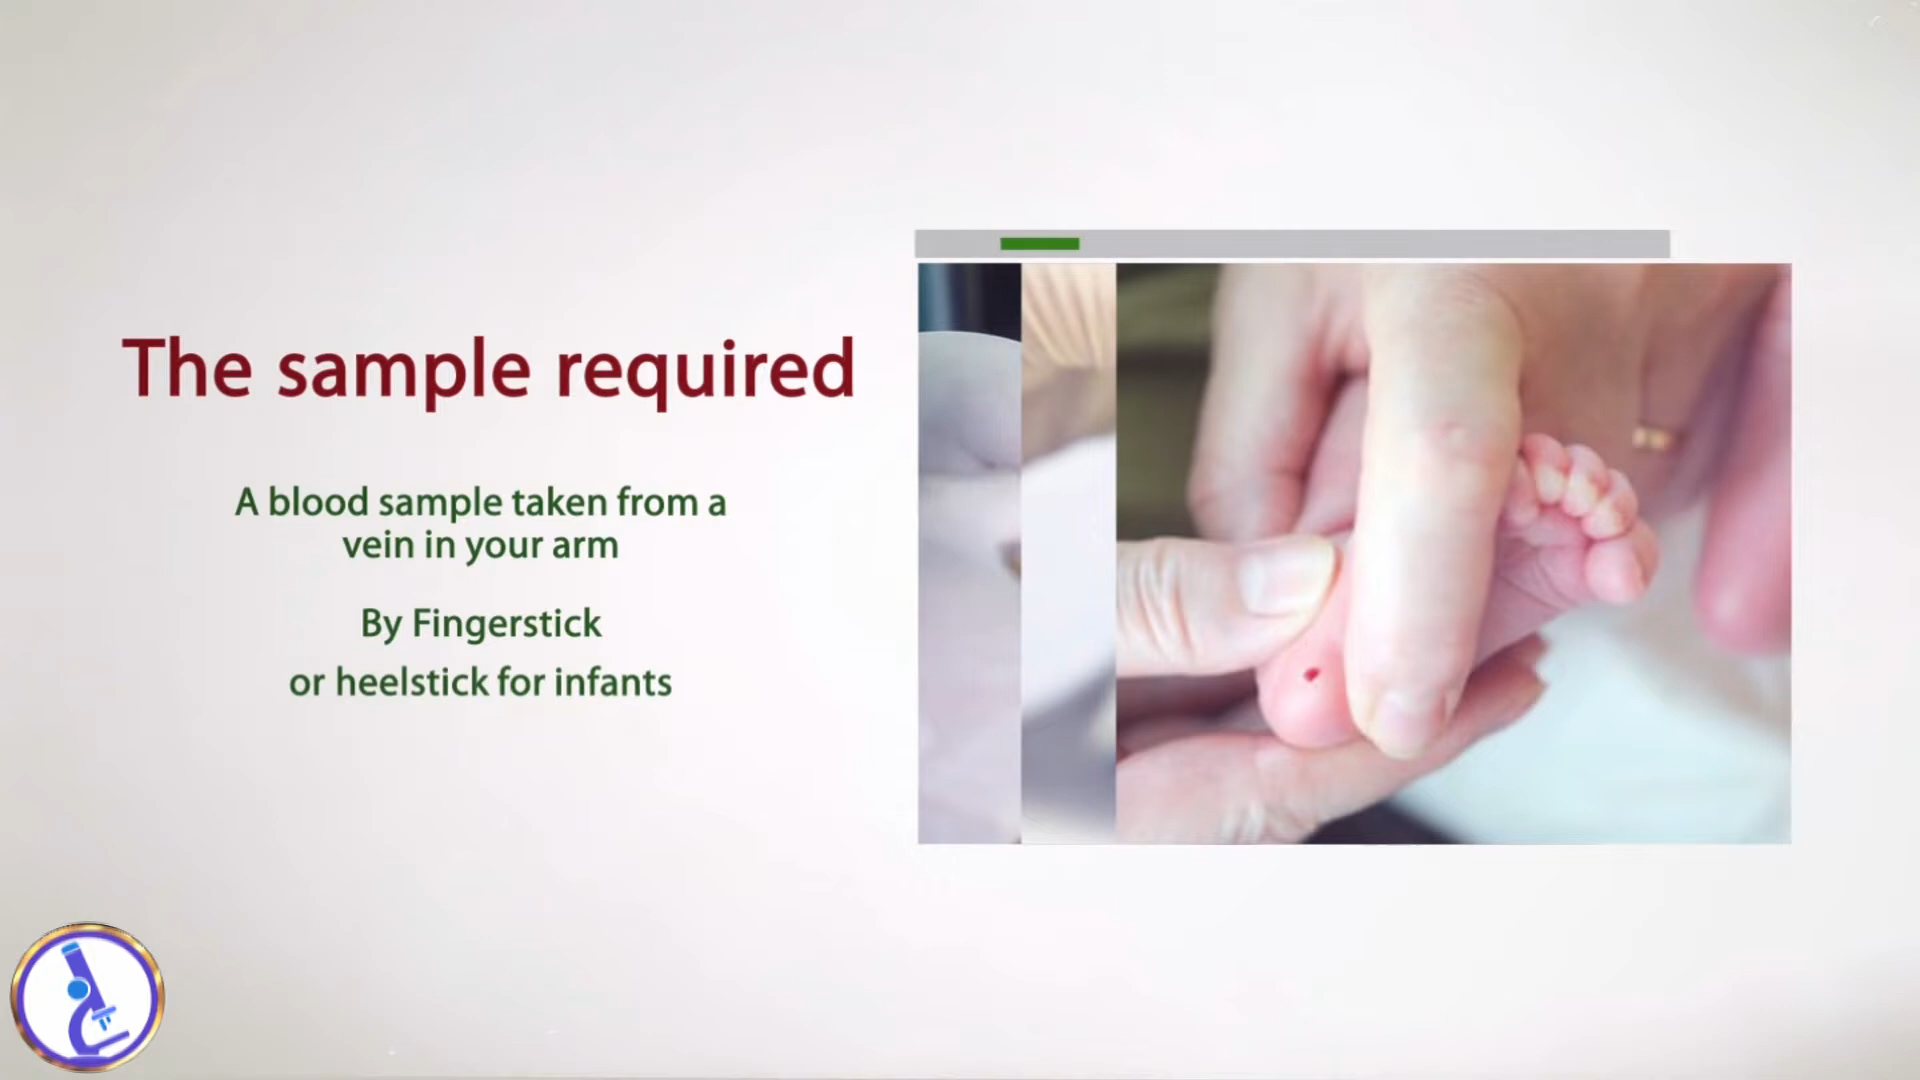 The sample required
A blood sample taken from a
vein in your arm
By Fingerstick
or heelstick for infants